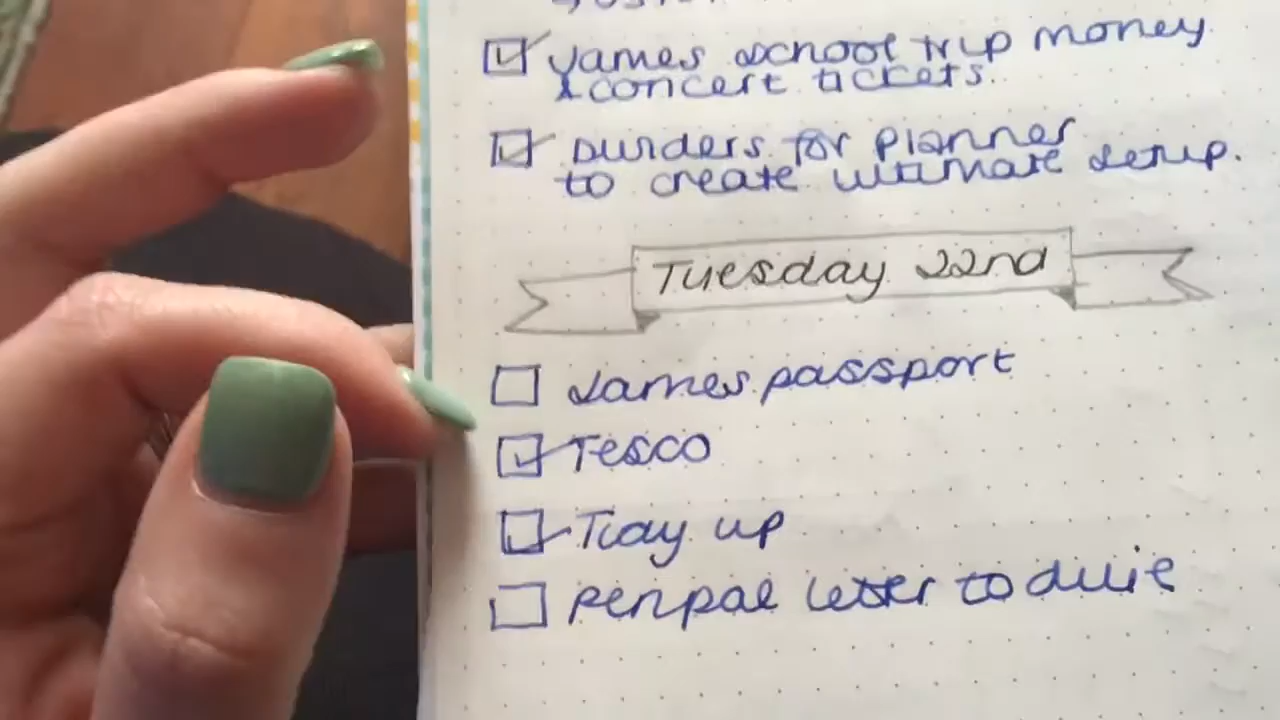 James school trip money
& concert tickets.
Dividers for planner
to create ultimate setup.
Tuesday 22nd
James passport
Tesco
Tidy up
Penpal letter to